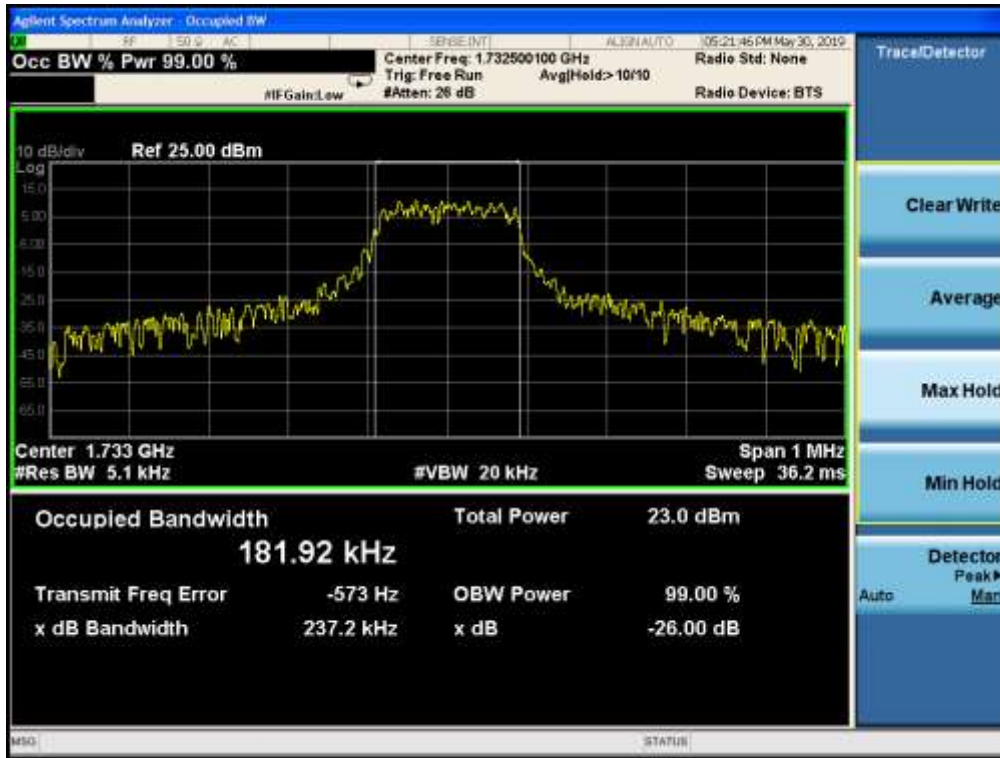 Agilent Spectrum Analyzer - Occupied BW
RF 50 Ω AC SENSE:INT ALIGN AUTO 05:21:46 PM May 30, 2019
Occ BW % Pwr 99.00 %
Center Freq: 1.732500100 GHz
Radio Std: None
Trig: Free Run
Avg|Hold:> 10/10
#IFGain:Low
#Atten: 26 dB
Radio Device: BTS
10 dB/div
Ref 25.00 dBm
Log
15.0
5.00
-5.00
-15.0
-25.0
-35.0
-45.0
-55.0
-65.0
Center 1.733 GHz
Span 1 MHz
#Res BW 5.1 kHz
#VBW 20 kHz
Sweep 36.2 ms
Occupied Bandwidth
Total Power 23.0 dBm
181.92 kHz
Transmit Freq Error -573 Hz
OBW Power 99.00 %
x dB Bandwidth 237.2 kHz
x dB -26.00 dB
MSG
STATUS
Trace/Detector
Clear Write
Average
Max Hold
Min Hold
Detector
Peak
Auto Man